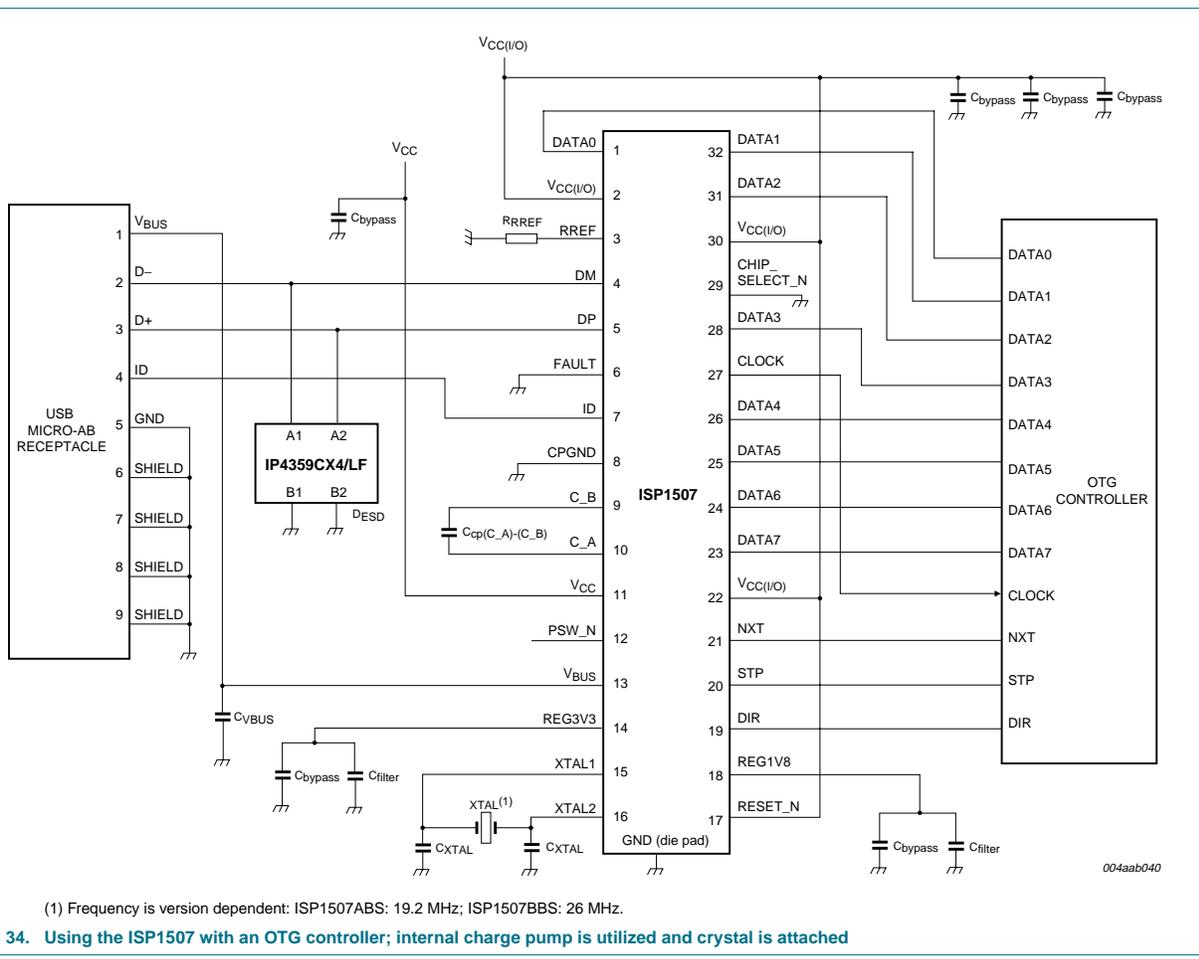 VCC(I/O)
Cbypass
Cbypass
Cbypass
VCC
Cbypass
USB
MICRO-AB
RECEPTACLE
1 VBUS
2 D–
3 D+
4 ID
5 GND
6 SHIELD
7 SHIELD
8 SHIELD
9 SHIELD
A1 A2
IP4359CX4/LF
B1 B2
DESD
CVBUS
RRREF
Ccp(C_A)-(C_B)
Cbypass Cfilter
XTAL(1)
CXTAL CXTAL
DATA0 1
VCC(I/O) 2
RREF 3
DM 4
DP 5
FAULT 6
ID 7
CPGND 8
C_B 9
C_A 10
VCC 11
PSW_N 12
VBUS 13
REG3V3 14
XTAL1 15
XTAL2 16
ISP1507
GND (die pad)
32 DATA1
31 DATA2
30 VCC(I/O)
29 CHIP_
SELECT_N
28 DATA3
27 CLOCK
26 DATA4
25 DATA5
24 DATA6
23 DATA7
22 VCC(I/O)
21 NXT
20 STP
19 DIR
18 REG1V8
17 RESET_N
Cbypass Cfilter
DATA0
DATA1
DATA2
DATA3
DATA4
DATA5
DATA6
DATA7
CLOCK
NXT
STP
DIR
OTG
CONTROLLER
004aab040
(1) Frequency is version dependent: ISP1507ABS: 19.2 MHz; ISP1507BBS: 26 MHz.
34. Using the ISP1507 with an OTG controller; internal charge pump is utilized and crystal is attached